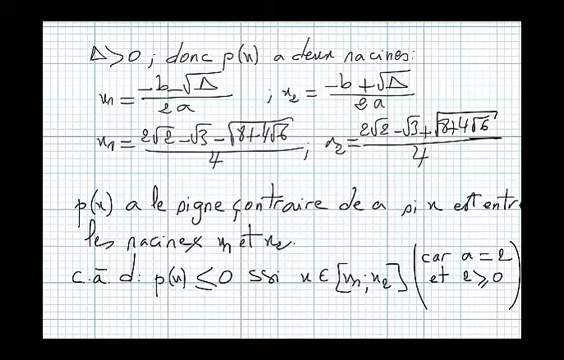 Δ>0 ; donc p(x) a deux racines:
x₁ = (-b-√Δ)/(2a) ; x₂ = (-b+√Δ)/(2a)
x₁ = (2√2-√3-√(8+4√6))/4 ; x₂ = (2√2-√3+√(8+4√6))/4
p(x) a le signe contraire de a si x est entr
les racines x₁ et x₂.
c.à.d: p(x) ≤ 0 ssi x ∈ [x₁; x₂] (car a = 2 et 2 ≥ 0)